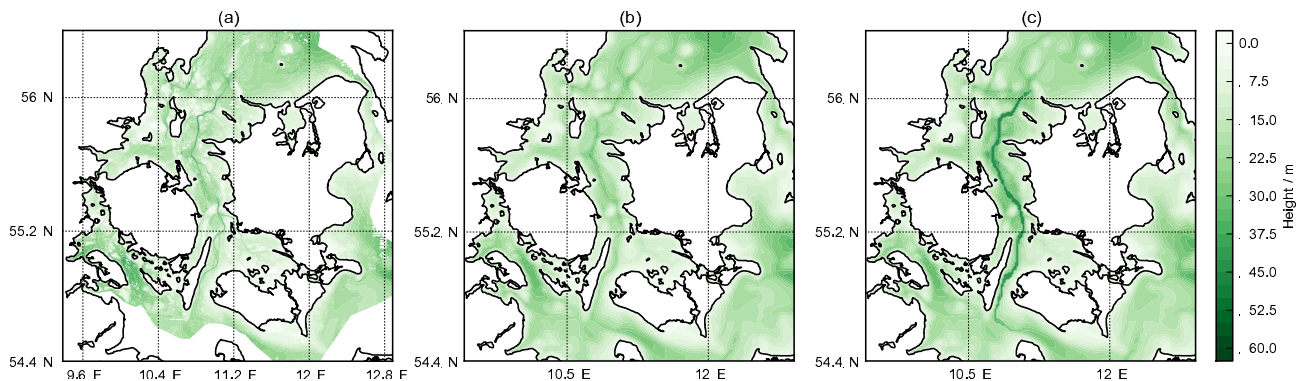 (a) (b) (c)
56 N 56 N 56 N
55.2 N 55.2 N 55.2 N
54.4 N 54.4 N 54.4 N
9.6 E 10.4 E 11.2 E 12 E 12.8 E 10.5 E 12 E 10.5 E 12 E
0.0
7.5
15.0
22.5
30.0
37.5
45.0
52.5
60.0
Height / m